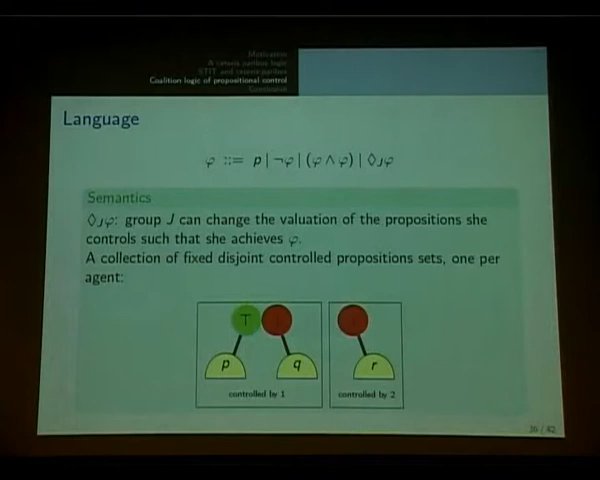 Motivation
A ceteris paribus logic
STIT and ceteris paribus
Coalition logic of propositional control
Conclusion
Language
φ ::= p | ¬φ | (φ ∧ φ) | ◊Jφ
Semantics
◊Jφ: group J can change the valuation of the propositions she
controls such that she achieves φ.
A collection of fixed disjoint controlled propositions sets, one per
agent:
⊤
p q r
controlled by 1 controlled by 2